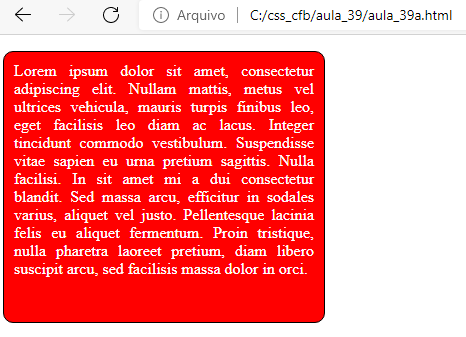 Arquivo C:/css_cfb/aula_39/aula_39a.html
Lorem ipsum dolor sit amet, consectetur
adipiscing elit. Nullam mattis, metus vel
ultrices vehicula, mauris turpis finibus leo,
eget facilisis leo diam ac lacus. Integer
tincidunt commodo vestibulum. Suspendisse
vitae sapien eu urna pretium sagittis. Nulla
facilisi. In sit amet mi a dui consectetur
blandit. Sed massa arcu, efficitur in sodales
varius, aliquet vel justo. Pellentesque lacinia
felis eu aliquet fermentum. Proin tristique,
nulla pharetra laoreet pretium, diam libero
suscipit arcu, sed facilisis massa dolor in orci.